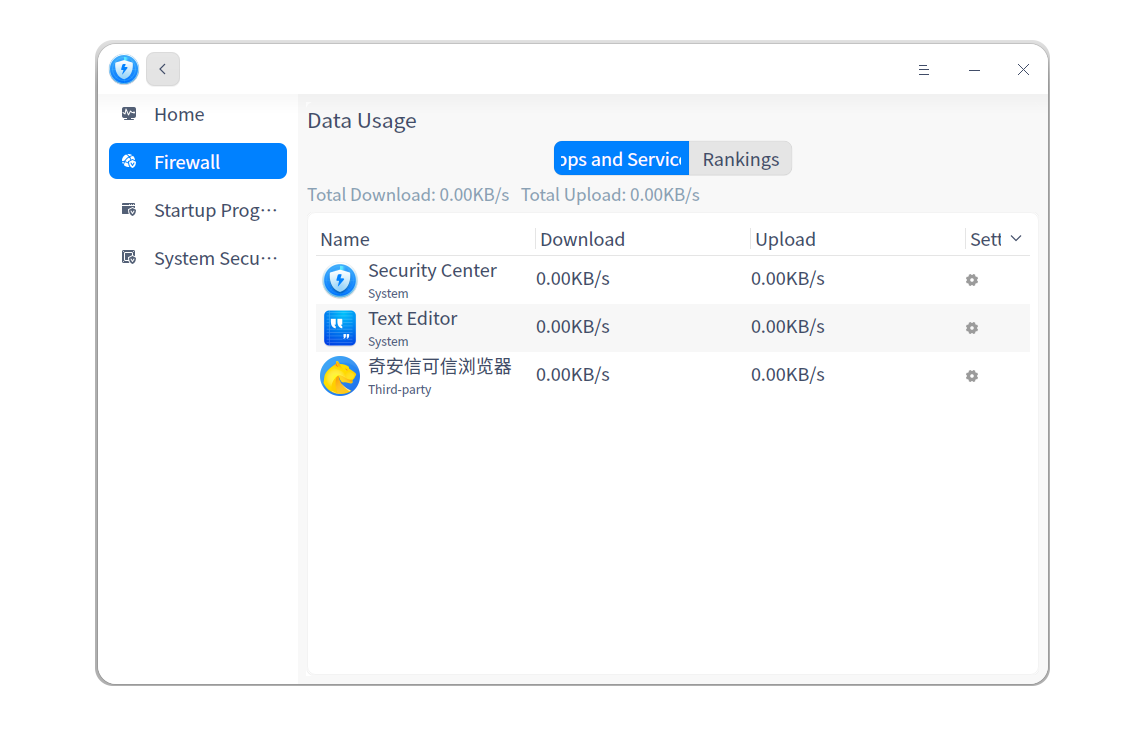 Home
Firewall
Startup Prog···
System Secu···
Data Usage
pps and Servic
Rankings
Total Download: 0.00KB/s Total Upload: 0.00KB/s
Name Download Upload Sett
Security Center
System
0.00KB/s 0.00KB/s
Text Editor
System
0.00KB/s 0.00KB/s
奇安信可信浏览器
Third-party
0.00KB/s 0.00KB/s